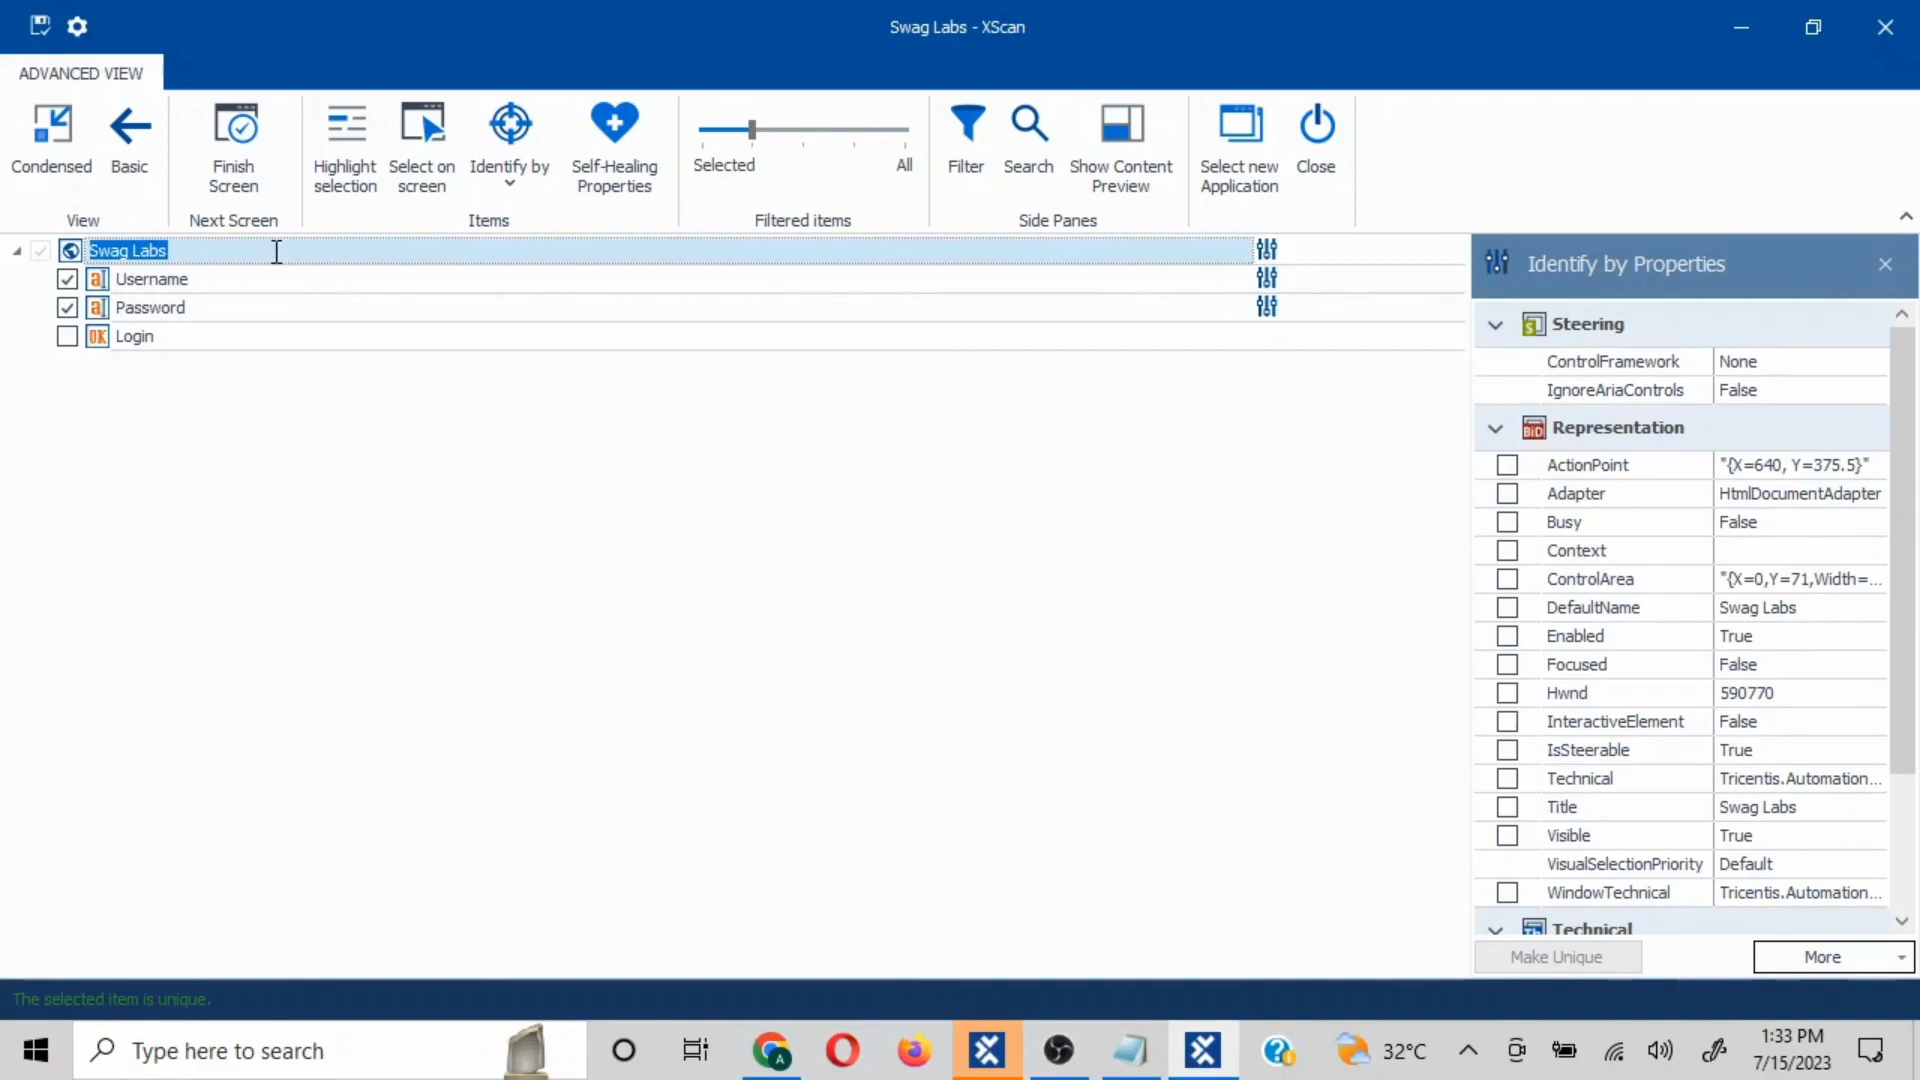 Swag Labs - XScan
ADVANCED VIEW
Condensed
Basic
View
Finish
Screen
Next Screen
Highlight
selection
Select on
screen
Identify by
Self-Healing
Properties
Items
Selected
All
Filtered items
Filter
Search
Show Content
Preview
Side Panes
Select new
Application
Close
Swag Labs
Username
Password
Login
Identify by Properties
Steering
ControlFramework None
IgnoreAriaControls False
Representation
ActionPoint "{X=640, Y=375.5}"
Adapter HtmlDocumentAdapter
Busy False
Context
ControlArea "{X=0,Y=71,Width=...
DefaultName Swag Labs
Enabled True
Focused False
Hwnd 590770
InteractiveElement False
IsSteerable True
Technical Tricentis.Automation...
Title Swag Labs
Visible True
VisualSelectionPriority Default
WindowTechnical Tricentis.Automation...
Technical
Make Unique
More
The selected item is unique.
Type here to search
32°C
1:33 PM
7/15/2023